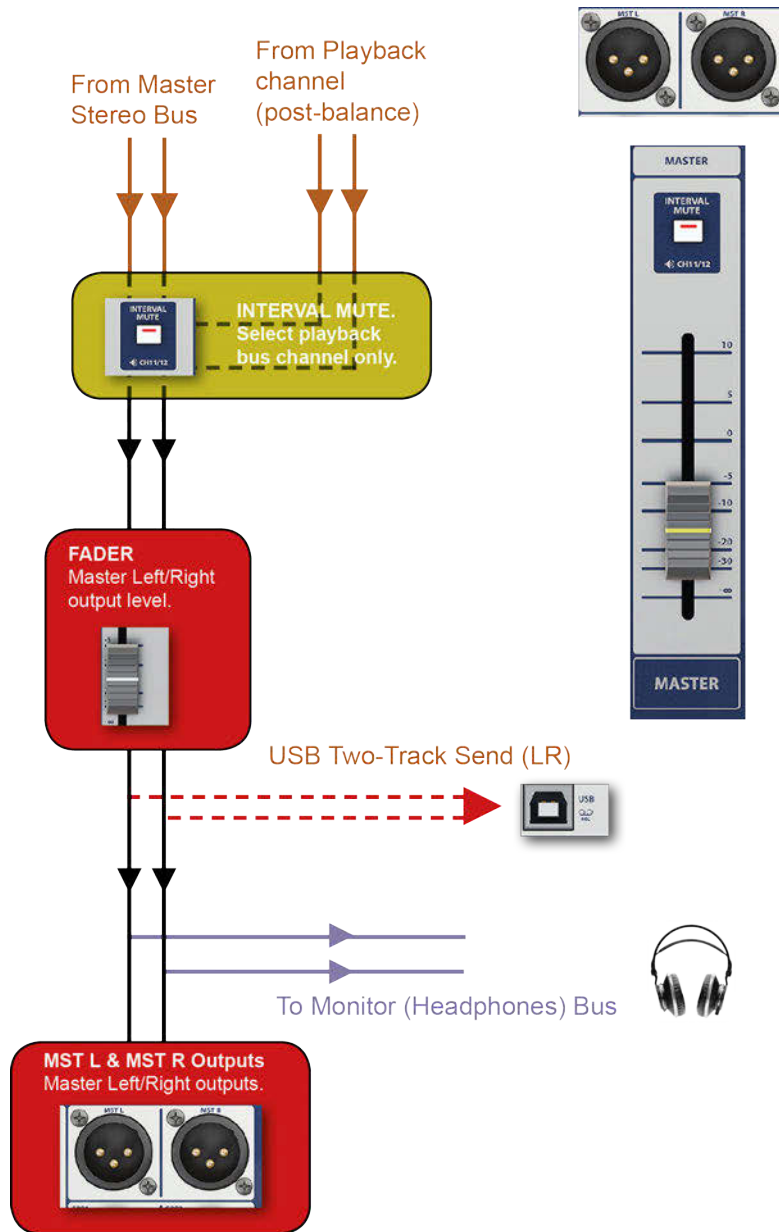 From Master
Stereo Bus
From Playback
channel
(post-balance)
MST L
MST R
MASTER
INTERVAL
MUTE
CH11/12
10
5
0
-5
-10
-20
-30
∞
MASTER
INTERVAL
MUTE
CH11/12
INTERVAL MUTE.
Select playback
bus channel only.
FADER
Master Left/Right
output level.
∞
USB Two-Track Send (LR)
USB
To Monitor (Headphones) Bus
MST L & MST R Outputs
Master Left/Right outputs.
MST L
MST R